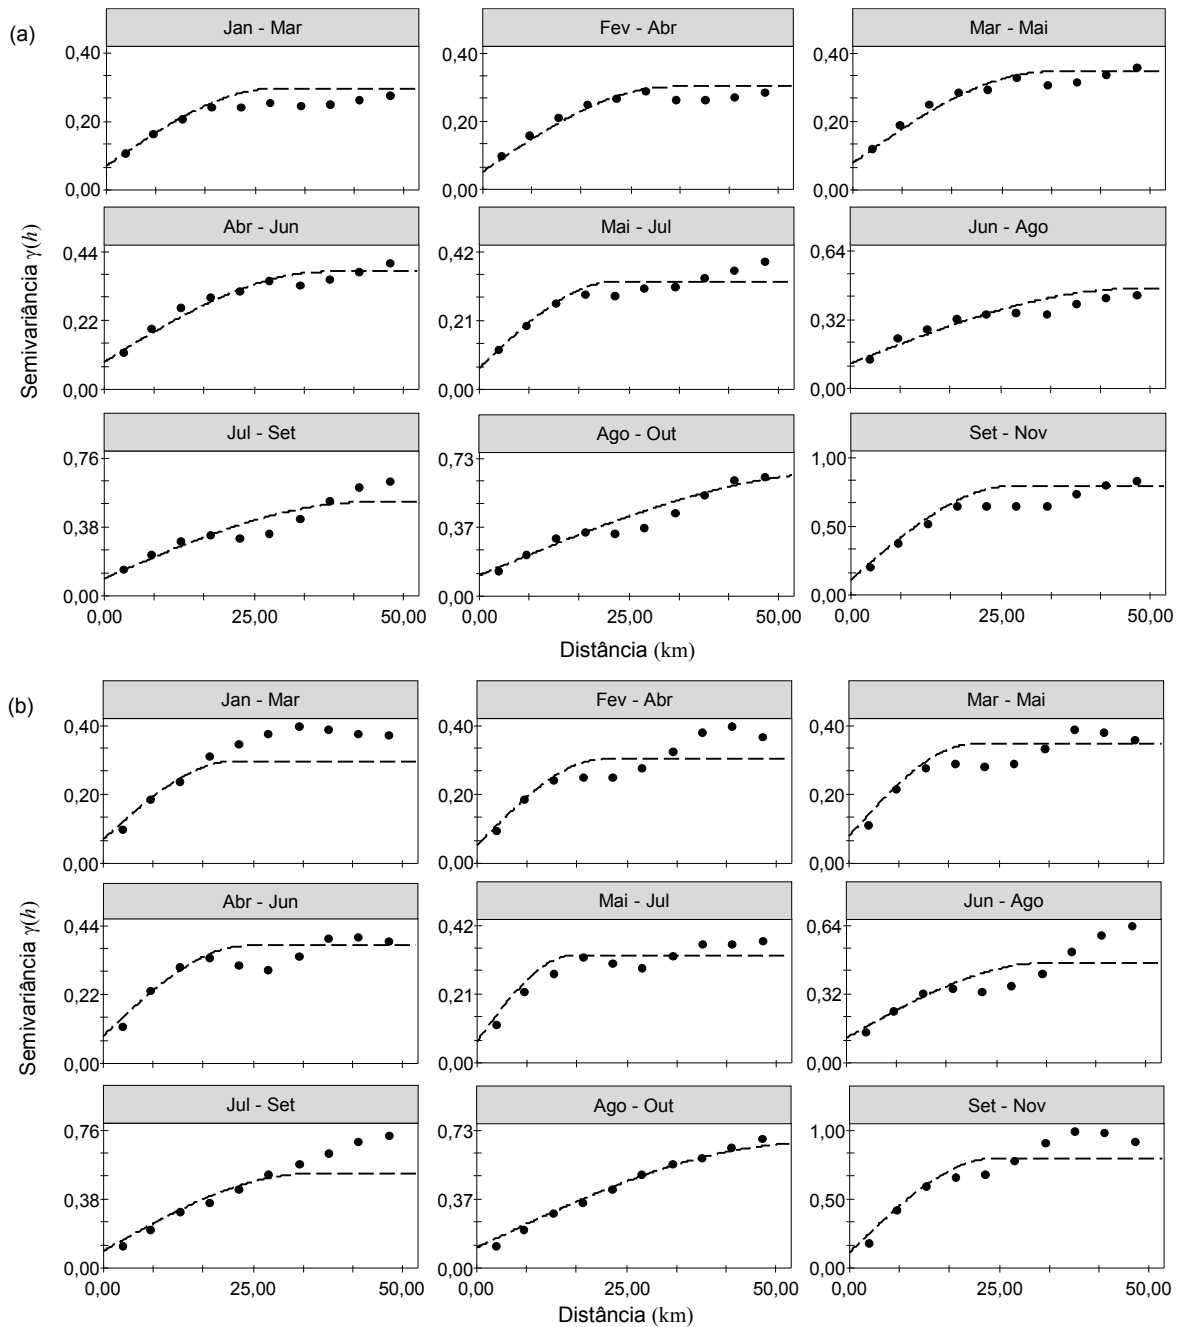 (a)
Jan - Mar
Fev - Abr
Mar - Mai
0,40
0,20
0,00
0,40
0,20
0,00
0,40
0,20
0,00
Abr - Jun
Mai - Jul
Jun - Ago
0,44
0,22
0,00
0,42
0,21
0,00
0,64
0,32
0,00
Semivariância γ(h)
Jul - Set
Ago - Out
Set - Nov
0,76
0,38
0,00
0,73
0,37
0,00
1,00
0,50
0,00
0,00 25,00 50,00
0,00 25,00 50,00
0,00 25,00 50,00
Distância (km)
(b)
Jan - Mar
Fev - Abr
Mar - Mai
0,40
0,20
0,00
0,40
0,20
0,00
0,40
0,20
0,00
Abr - Jun
Mai - Jul
Jun - Ago
0,44
0,22
0,00
0,42
0,21
0,00
0,64
0,32
0,00
Semivariância γ(h)
Jul - Set
Ago - Out
Set - Nov
0,76
0,38
0,00
0,73
0,37
0,00
1,00
0,50
0,00
0,00 25,00 50,00
0,00 25,00 50,00
0,00 25,00 50,00
Distância (km)